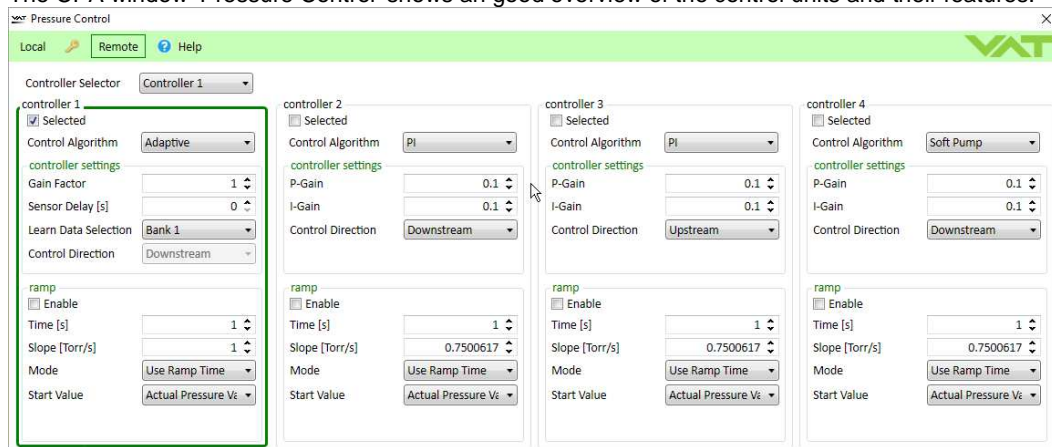 The CPA window 'Pressure Control' shows an good overview of the control units and their features.
VAT Pressure Control
Local Remote Help VAT
Controller Selector Controller 1
controller 1 controller 2 controller 3 controller 4
Selected Selected Selected Selected
Control Algorithm Adaptive Control Algorithm PI Control Algorithm PI Control Algorithm Soft Pump
controller settings controller settings controller settings controller settings
Gain Factor 1 P-Gain 0.1 P-Gain 0.1 P-Gain 0.1
Sensor Delay [s] 0 I-Gain 0.1 I-Gain 0.1 I-Gain 0.1
Learn Data Selection Bank 1 Control Direction Downstream Control Direction Upstream Control Direction Downstream
Control Direction Downstream
ramp ramp ramp ramp
Enable Enable Enable Enable
Time [s] 1 Time [s] 1 Time [s] 1 Time [s] 1
Slope [Torr/s] 1 Slope [Torr/s] 0.7500617 Slope [Torr/s] 0.7500617 Slope [Torr/s] 0.7500617
Mode Use Ramp Time Mode Use Ramp Time Mode Use Ramp Time Mode Use Ramp Time
Start Value Actual Pressure Va Start Value Actual Pressure Va Start Value Actual Pressure Va Start Value Actual Pressure Va